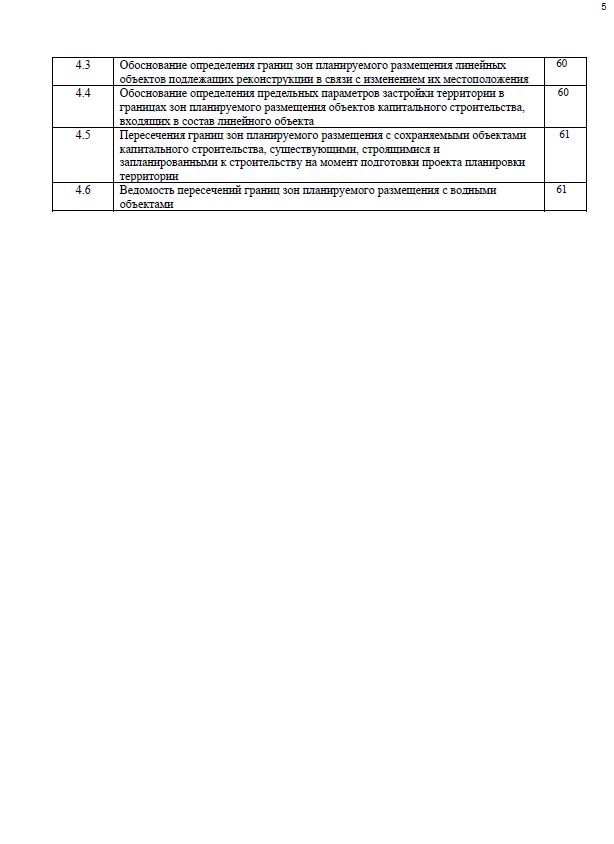 5
4.3 Обоснование определения границ зон планируемого размещения линейных 60
объектов подлежащих реконструкции в связи с изменением их местоположения
4.4 Обоснование определения предельных параметров застройки территории в 60
границах зон планируемого размещения объектов капитального строительства,
входящих в состав линейного объекта
4.5 Пересечения границ зон планируемого размещения с сохраняемыми объектами 61
капитального строительства, существующими, строящимися и
запланированными к строительству на момент подготовки проекта планировки
территории
4.6 Ведомость пересечений границ зон планируемого размещения с водными 61
объектами